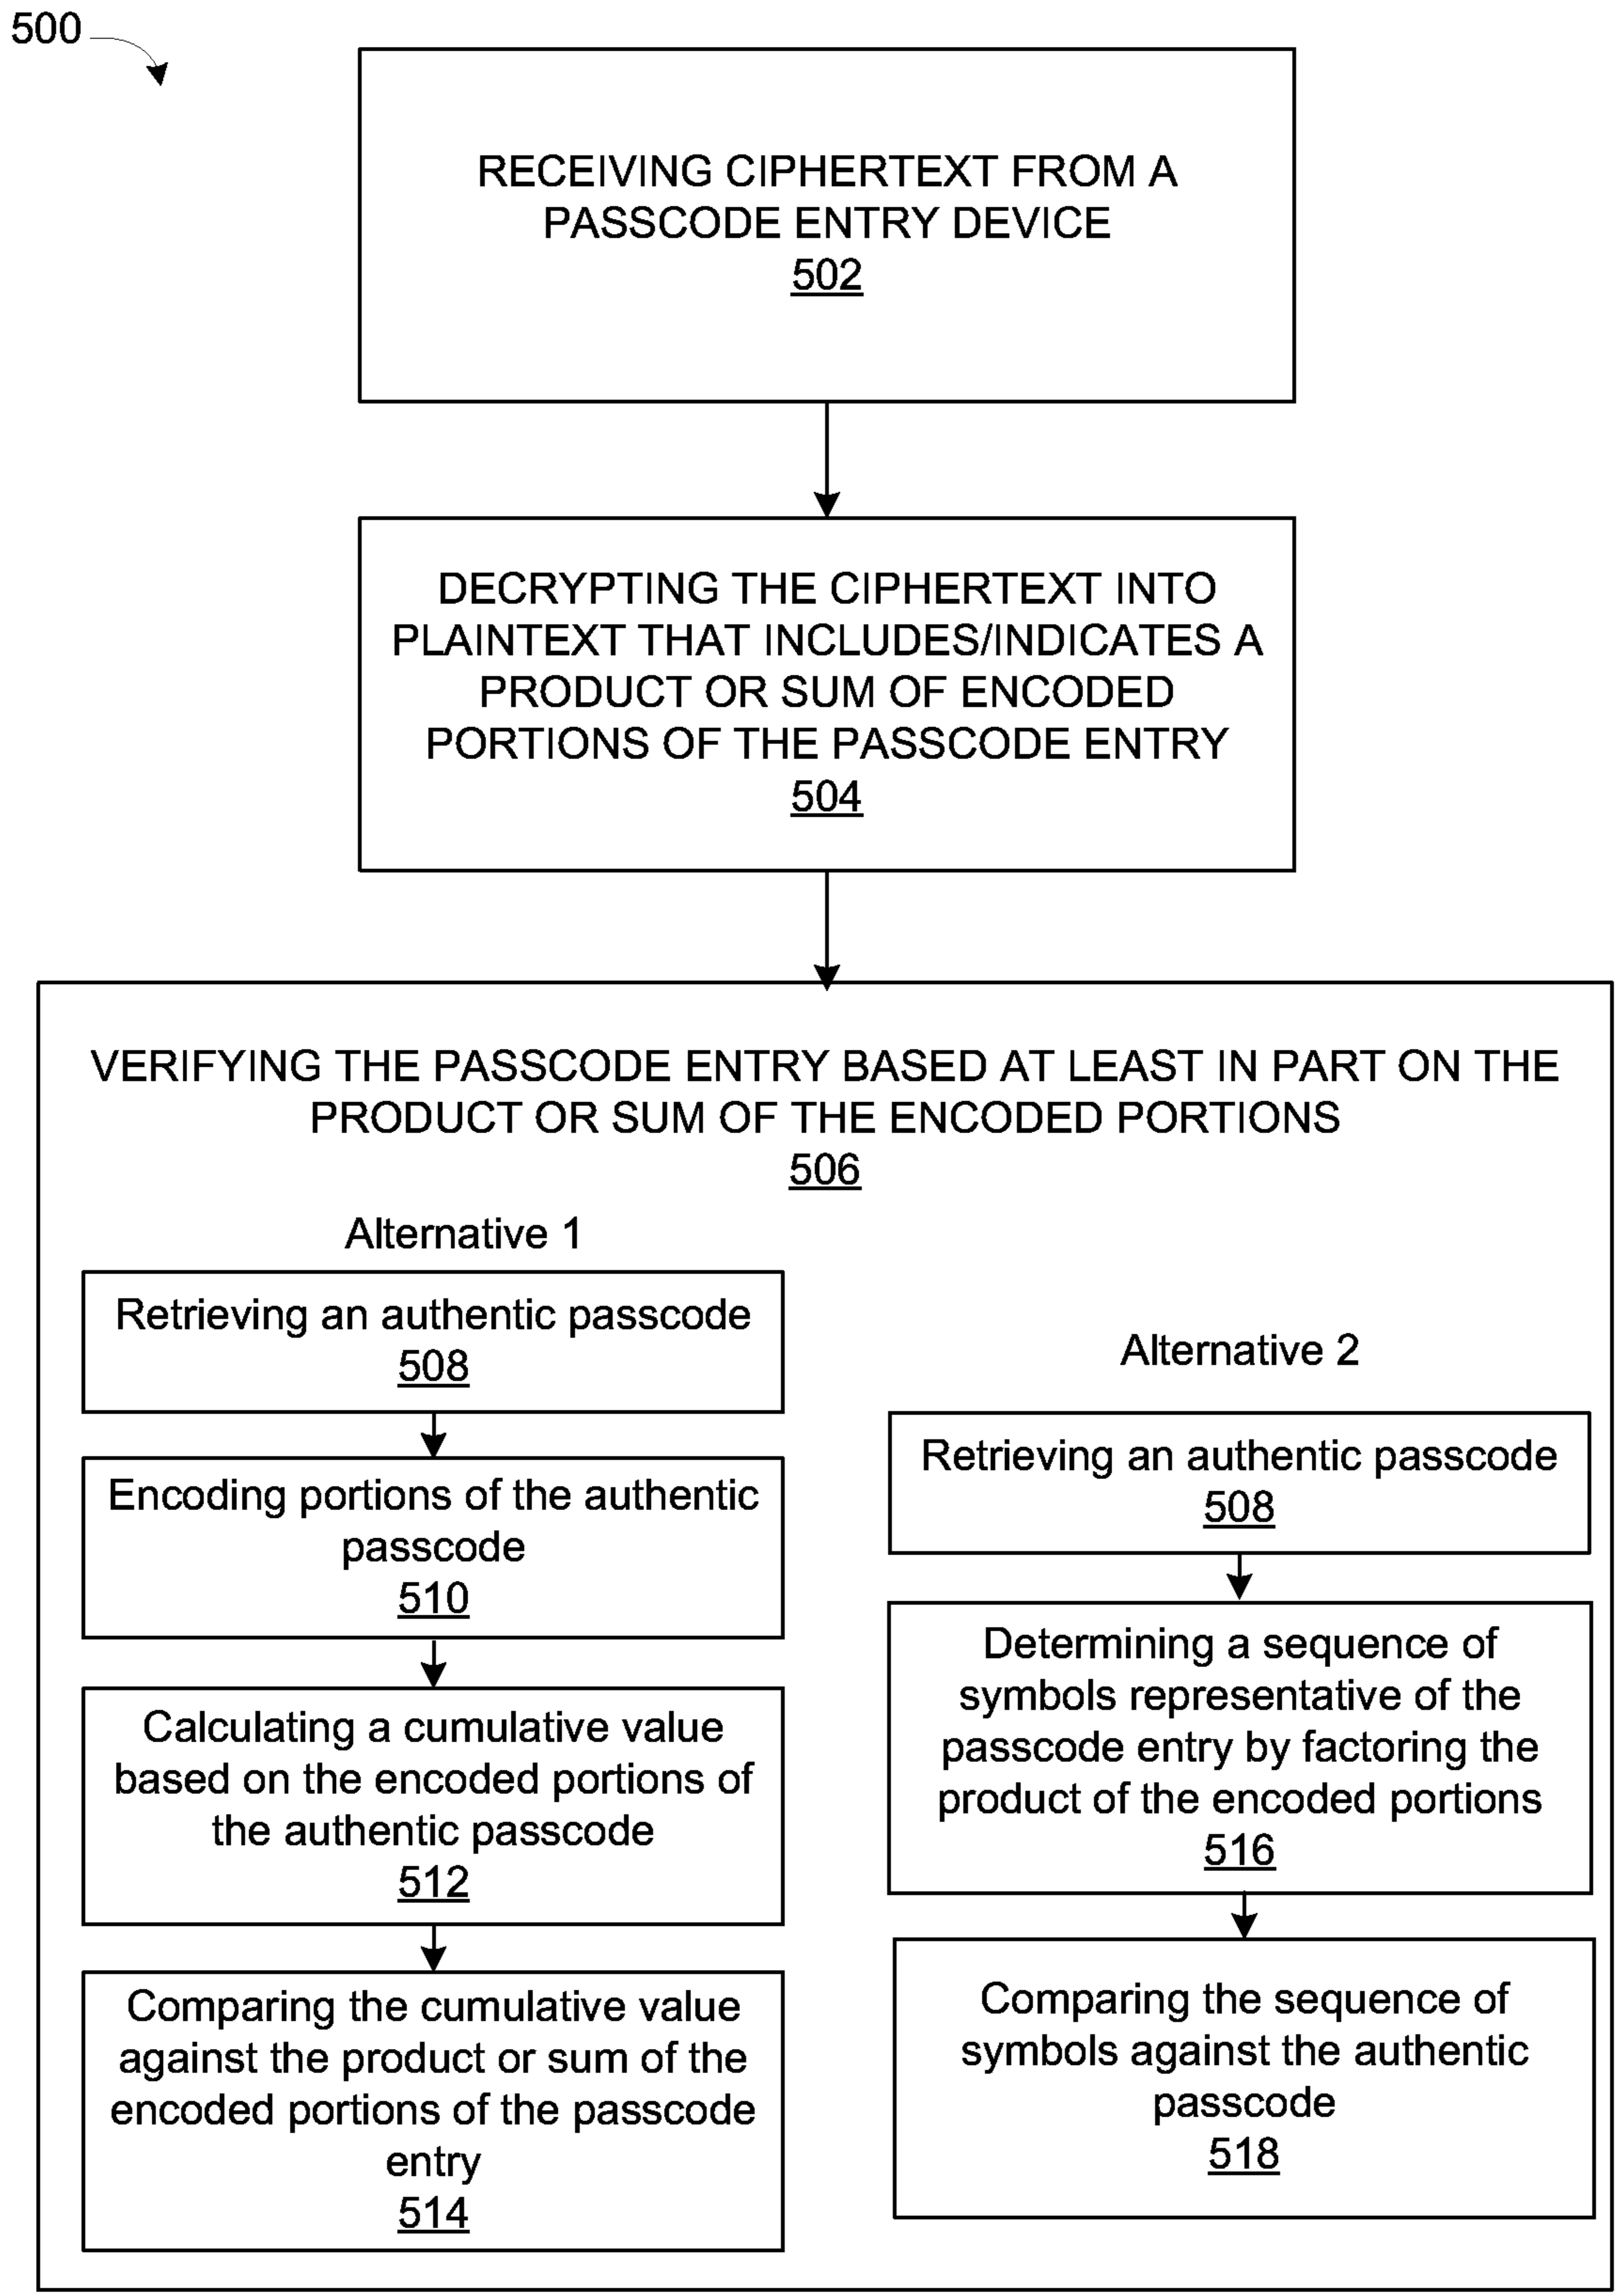 500
RECEIVING CIPHERTEXT FROM A
PASSCODE ENTRY DEVICE
502
DECRYPTING THE CIPHERTEXT INTO
PLAINTEXT THAT INCLUDES/INDICATES A
PRODUCT OR SUM OF ENCODED
PORTIONS OF THE PASSCODE ENTRY
504
VERIFYING THE PASSCODE ENTRY BASED AT LEAST IN PART ON THE
PRODUCT OR SUM OF THE ENCODED PORTIONS
506
Alternative 1
Retrieving an authentic passcode
508
Encoding portions of the authentic
passcode
510
Calculating a cumulative value
based on the encoded portions of
the authentic passcode
512
Comparing the cumulative value
against the product or sum of the
encoded portions of the passcode
entry
514
Alternative 2
Retrieving an authentic passcode
508
Determining a sequence of
symbols representative of the
passcode entry by factoring the
product of the encoded portions
516
Comparing the sequence of
symbols against the authentic
passcode
518